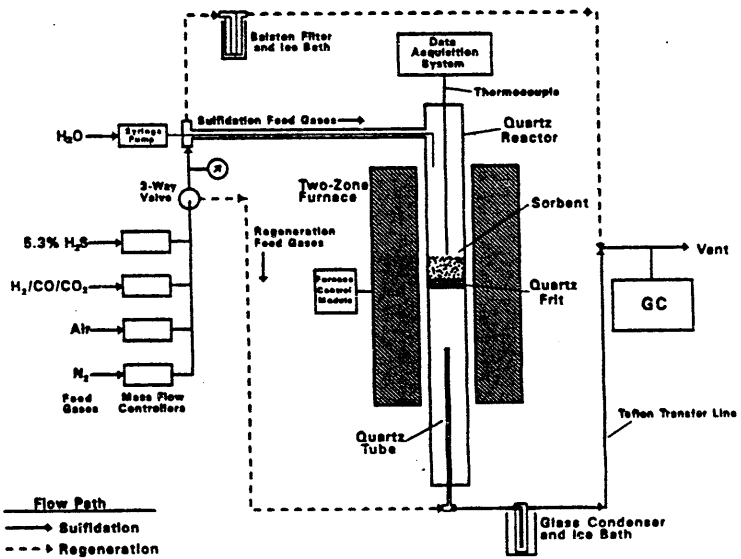 Balston Filter
and Ice Bath
Data
Acquisition
System
Thermocouple
Sulfidation Feed Gases
H₂O
Syringe
Pump
Quartz
Reactor
3-Way
Valve
Two-Zone
Furnace
Sorbent
Regeneration
Feed Gases
5.3% H₂S
H₂/CO/CO₂
Air
N₂
Feed
Gases
Mass Flow
Controllers
Furnace
Control
Module
Quartz
Frit
Vent
GC
Quartz
Tube
Teflon Transfer Line
Glass Condenser
and Ice Bath
Flow Path
Sulfidation
Regeneration